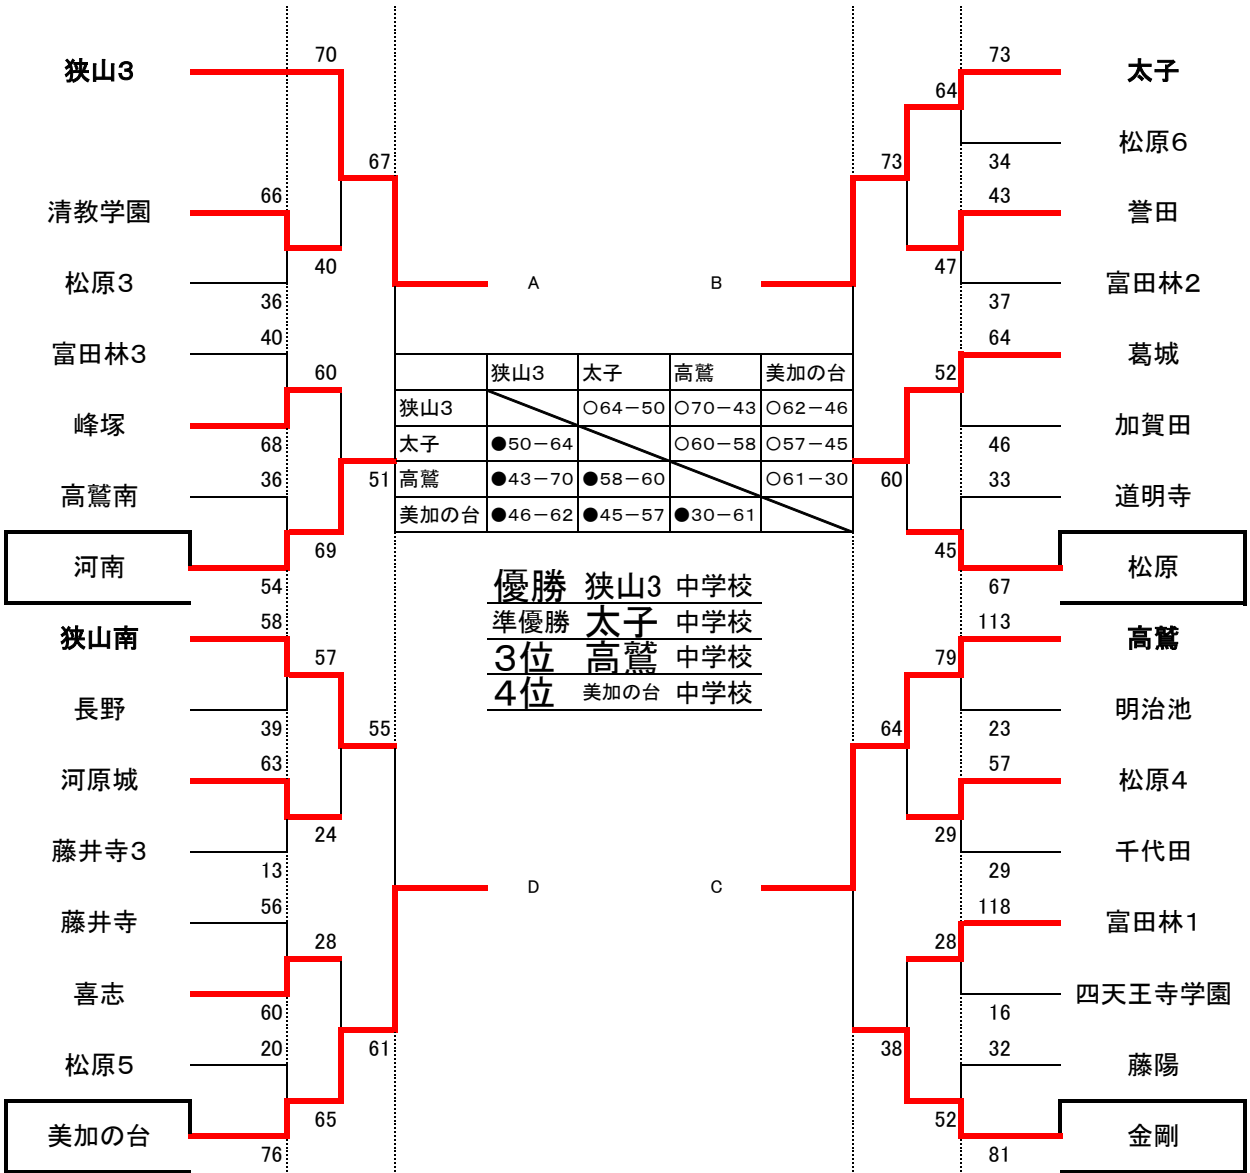 70
73
狭山3
太子
64
松原6
67
73
34
66
43
清教学園
誉田
40
47
松原3
A
B
富田林2
36
37
40
64
富田林3
葛城
60
52
狭山3 太子 高鷲 美加の台
狭山3 ○64－50 ○70－43 ○62－46
太子 ●50－64 ○60－58 ○57－45
高鷲 ●43－70 ●58－60 ○61－30
美加の台 ●46－62 ●45－57 ●30－61
峰塚
加賀田
68
46
36
51
60
33
高鷲南
道明寺
69
45
河南
松原
54
67
優勝 狭山3 中学校
準優勝 太子 中学校
3位 高鷲 中学校
4位 美加の台 中学校
58
113
狭山南
高鷲
57
79
長野
明治池
39
55
64
23
63
57
河原城
松原4
24
29
藤井寺3
千代田
13
29
D
C
56
118
藤井寺
富田林1
28
28
喜志
四天王寺学園
60
16
20
61
38
32
松原5
藤陽
65
52
美加の台
金剛
76
81